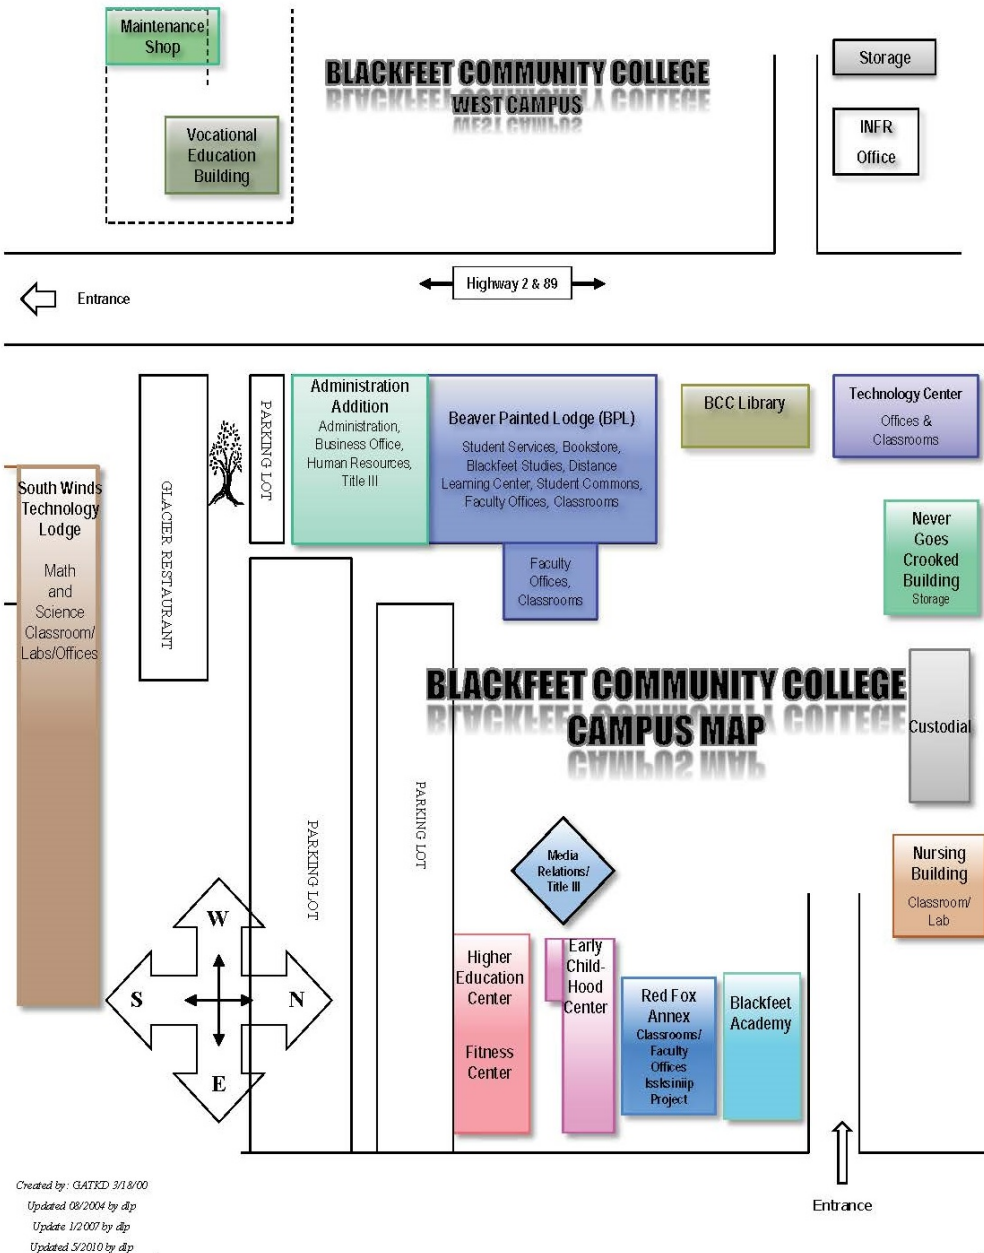 Maintenance
Shop
BLACKFEET COMMUNITY COLLEGE
WEST CAMPUS
Storage
Vocational
Education
Building
INFR
Office
Entrance
Highway 2 & 89
Administration
Addition
Administration,
Business Office,
Human Resources,
Title III
Beaver Painted Lodge (BPL)
Student Services, Bookstore,
Blackfeet Studies, Distance
Learning Center, Student Commons,
Faculty Offices, Classrooms
Faculty
Offices,
Classrooms
BCC Library
Technology Center
Offices &
Classrooms
PARKING LOT
GLACIER RESTAURANT
South Winds
Technology
Lodge
Math
and
Science
Classroom/
Labs/Offices
Never
Goes
Crooked
Building
Storage
BLACKFEET COMMUNITY COLLEGE
CAMPUS MAP
Custodial
PARKING LOT
PARKING LOT
Media
Relations/
Title III
Nursing
Building
Classroom/
Lab
W
S
N
E
Higher
Education
Center
Fitness
Center
Early
Child-
Hood
Center
Red Fox
Annex
Classrooms/
Faculty
Offices
Issksiniip
Project
Blackfeet
Academy
Entrance
Created by: GATKD 3/18/00
Updated 08/2004 by dlp
Update 1/2007 by dlp
Updated 5/2010 by dlp